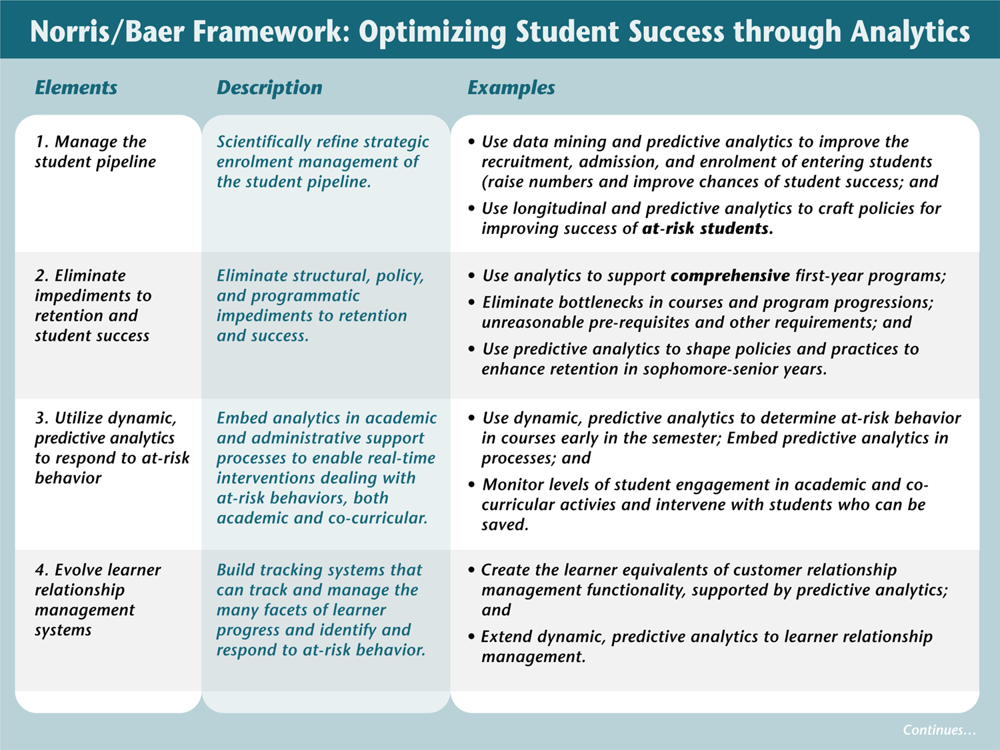 Norris/Baer Framework: Optimizing Student Success through Analytics
Elements
Description
Examples
1. Manage the
student pipeline
Scientifically refine strategic
enrolment management of
the student pipeline.
• Use data mining and predictive analytics to improve the
recruitment, admission, and enrolment of entering students
(raise numbers and improve chances of student success; and
• Use longitudinal and predictive analytics to craft policies for
improving success of at-risk students.
2. Eliminate
impediments to
retention and
student success
Eliminate structural, policy,
and programmatic
impediments to retention
and success.
• Use analytics to support comprehensive first-year programs;
• Eliminate bottlenecks in courses and program progressions;
unreasonable pre-requisites and other requirements; and
• Use predictive analytics to shape policies and practices to
enhance retention in sophomore-senior years.
3. Utilize dynamic,
predictive analytics
to respond to at-risk
behavior
Embed analytics in academic
and administrative support
processes to enable real-time
interventions dealing with
at-risk behaviors, both
academic and co-curricular.
• Use dynamic, predictive analytics to determine at-risk behavior
in courses early in the semester; Embed predictive analytics in
processes; and
• Monitor levels of student engagement in academic and co-
curricular activies and intervene with students who can be
saved.
4. Evolve learner
relationship
management
systems
Build tracking systems that
can track and manage the
many facets of learner
progress and identify and
respond to at-risk behavior.
• Create the learner equivalents of customer relationship
management functionality, supported by predictive analytics;
and
• Extend dynamic, predictive analytics to learner relationship
management.
Continues...